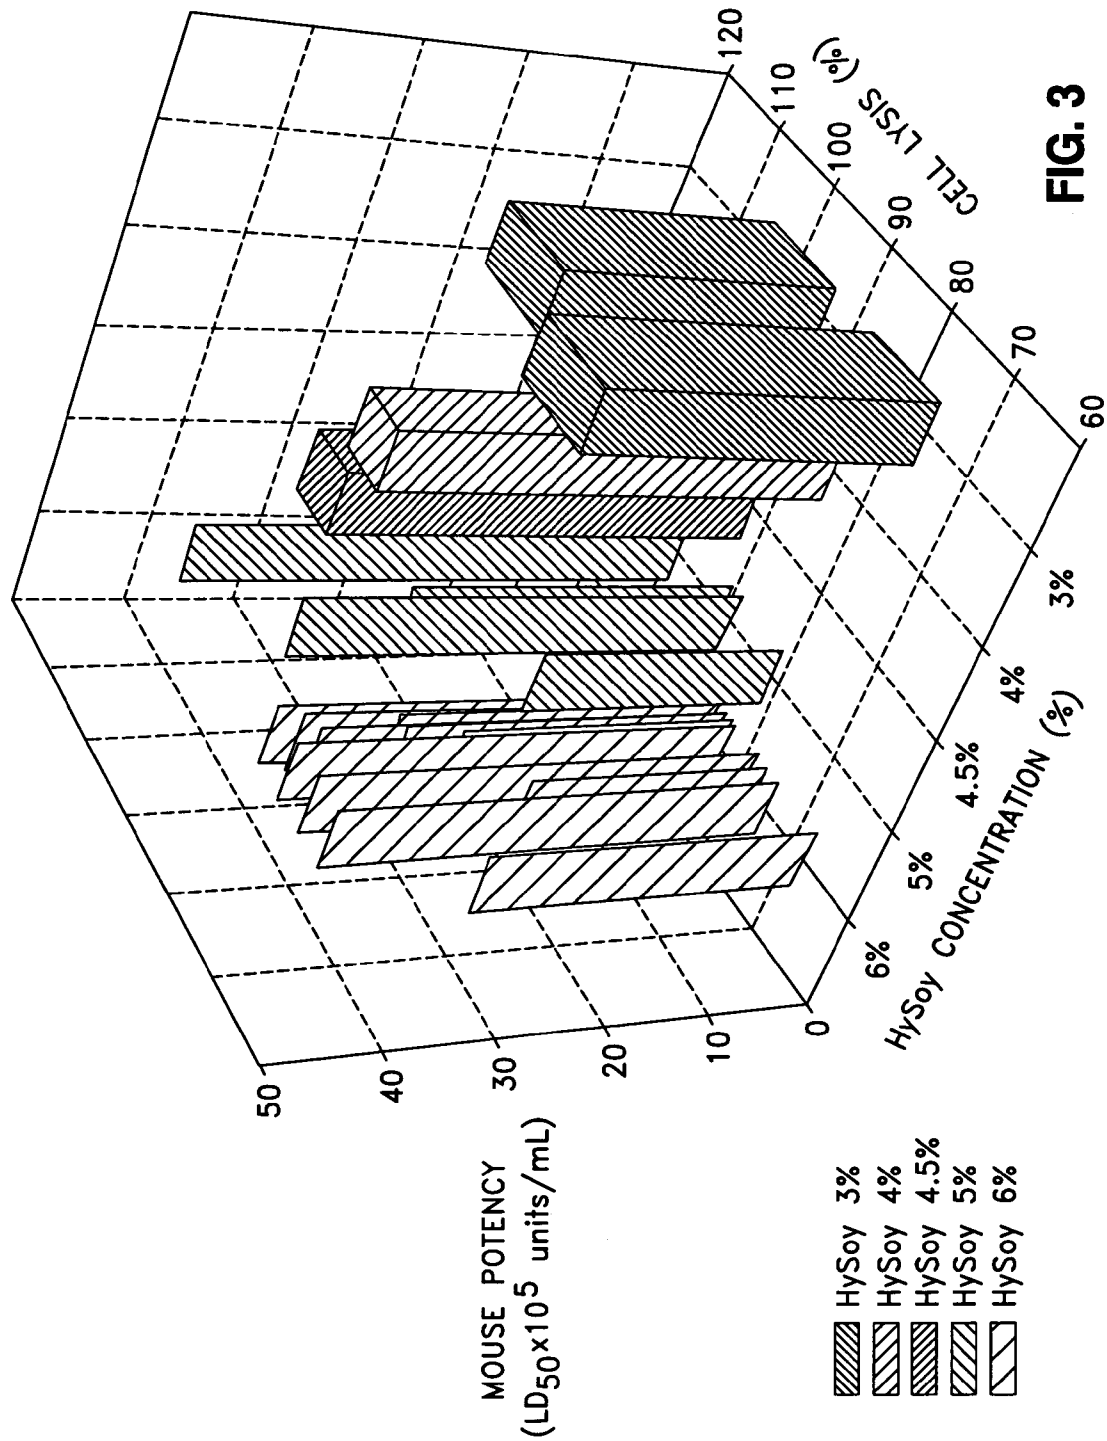 MOUSE POTENCY
(LD50x10^5 units/mL)
50
40
30
20
10
0
HySoy CONCENTRATION (%)
6%
5%
4.5%
4%
3%
CELL LYSIS (%)
60
70
80
90
100
110
120
HySoy 3%
HySoy 4%
HySoy 4.5%
HySoy 5%
HySoy 6%
FIG. 3